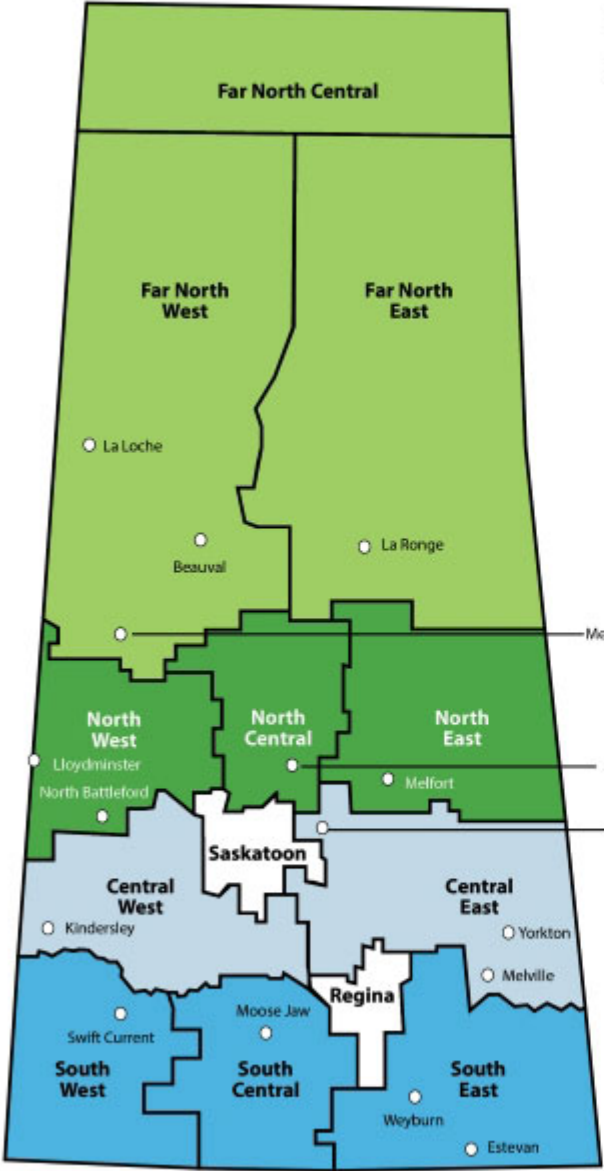 Far North Central
Far North
West
Far North
East
La Loche
Beauval
La Ronge
Me
North
West
North
Central
North
East
Lloydminster
North Battleford
Melfort
Saskatoon
Central
West
Central
East
Kindersley
Yorkton
Melville
Regina
Moose Jaw
Swift Current
South
West
South
Central
South
East
Weyburn
Estevan